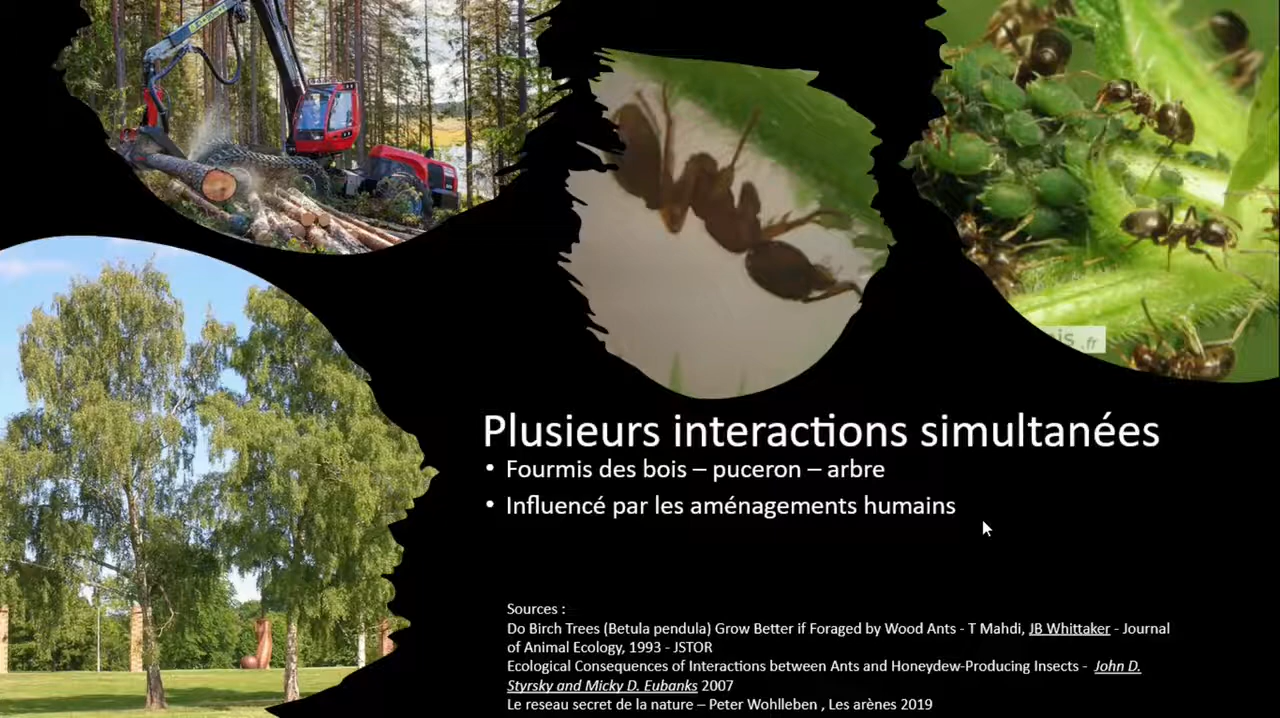 Plusieurs interactions simultanées
• Fourmis des bois – puceron – arbre
• Influencé par les aménagements humains
Sources :
Do Birch Trees (Betula pendula) Grow Better if Foraged by Wood Ants - T Mahdi, JB Whittaker - Journal
of Animal Ecology, 1993 - JSTOR
Ecological Consequences of Interactions between Ants and Honeydew-Producing Insects - John D.
Styrsky and Micky D. Eubanks 2007
Le reseau secret de la nature – Peter Wohlleben , Les arènes 2019